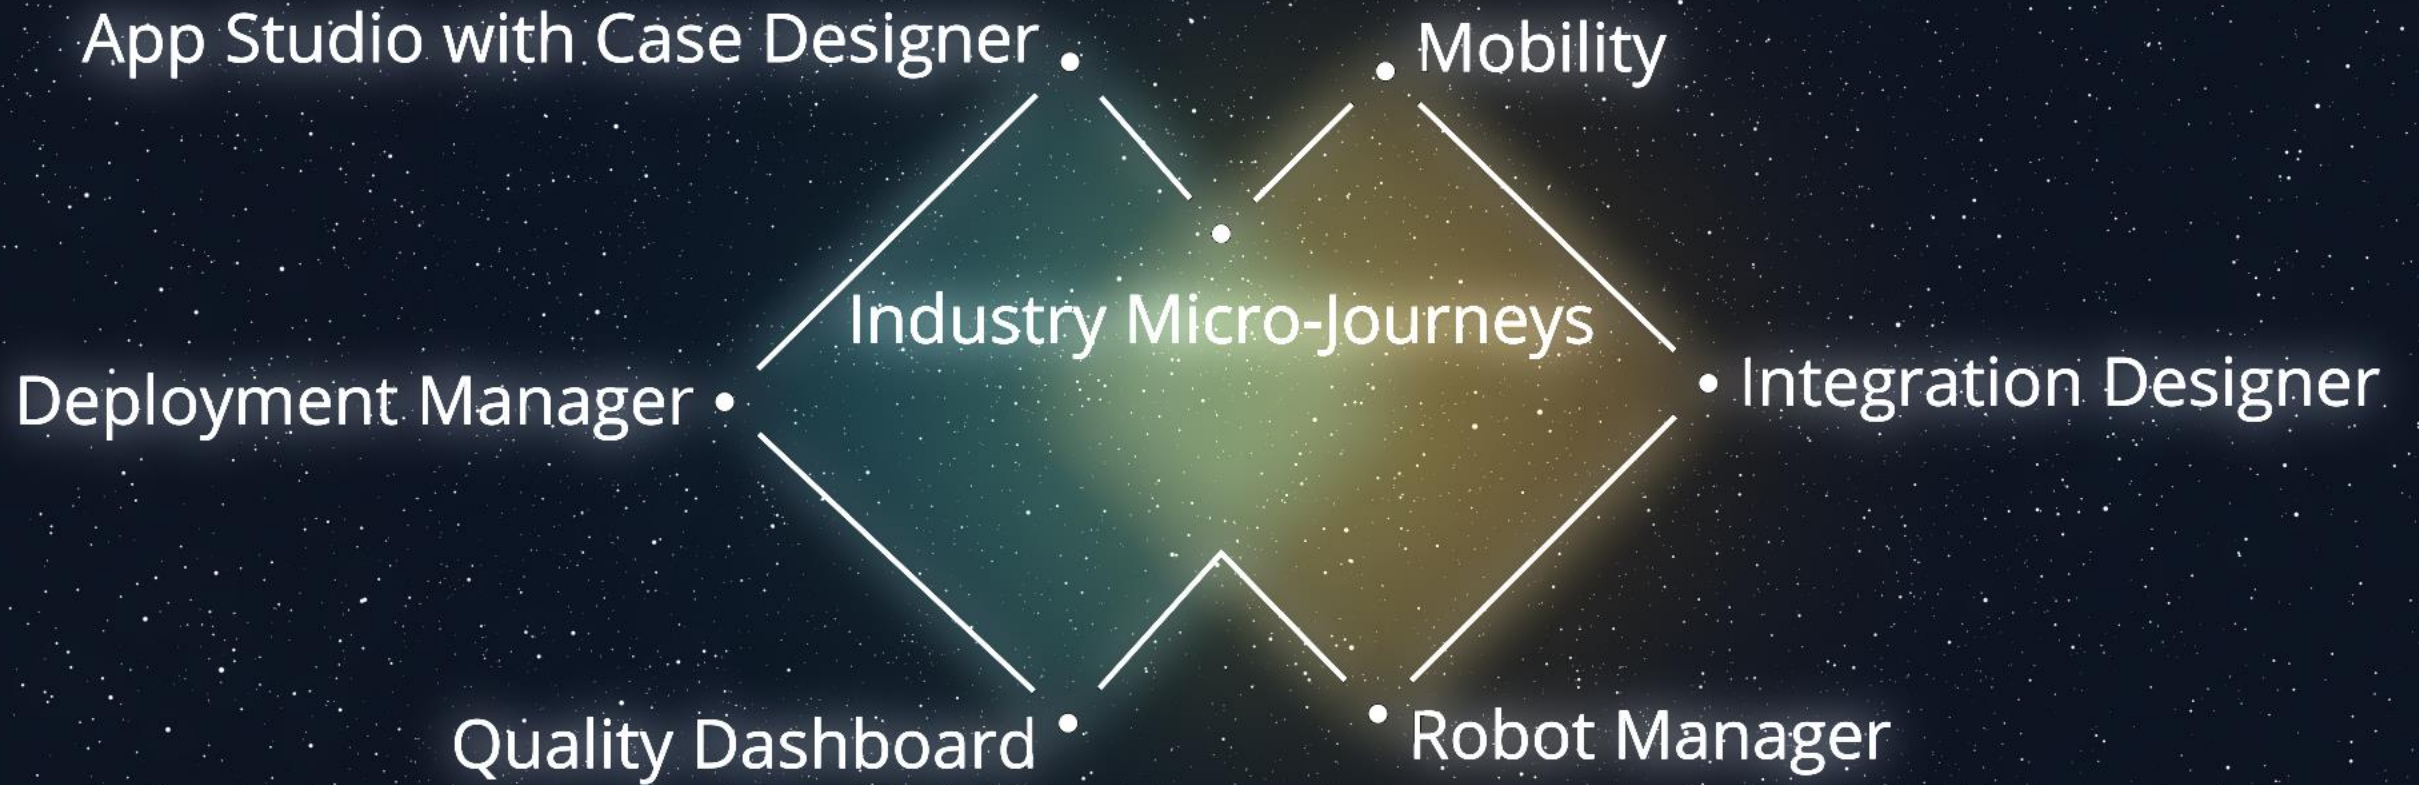 App Studio with Case Designer
Mobility
Industry Micro-Journeys
Deployment Manager
Integration Designer
Quality Dashboard
Robot Manager